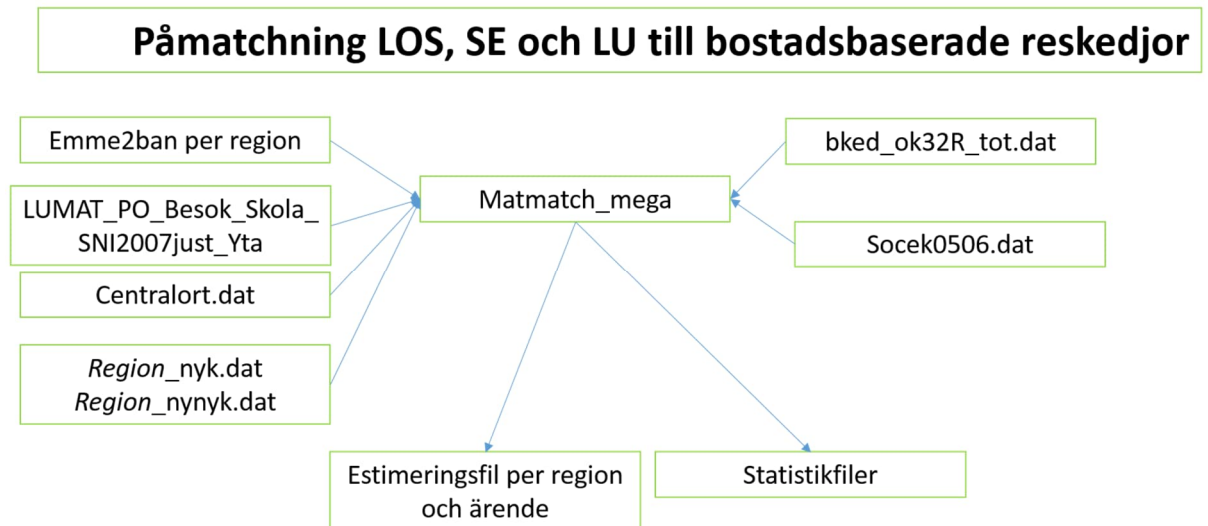 Påmatchning LOS, SE och LU till bostadsbaserade reskedjor
Emme2ban per region
LUMAT_PO_Besok_Skola_
SNI2007just_Yta
Centralort.dat
Region_nyk.dat
Region_nynyk.dat
Matmatch_mega
bked_ok32R_tot.dat
Socek0506.dat
Estimeringsfil per region
och ärende
Statistikfiler